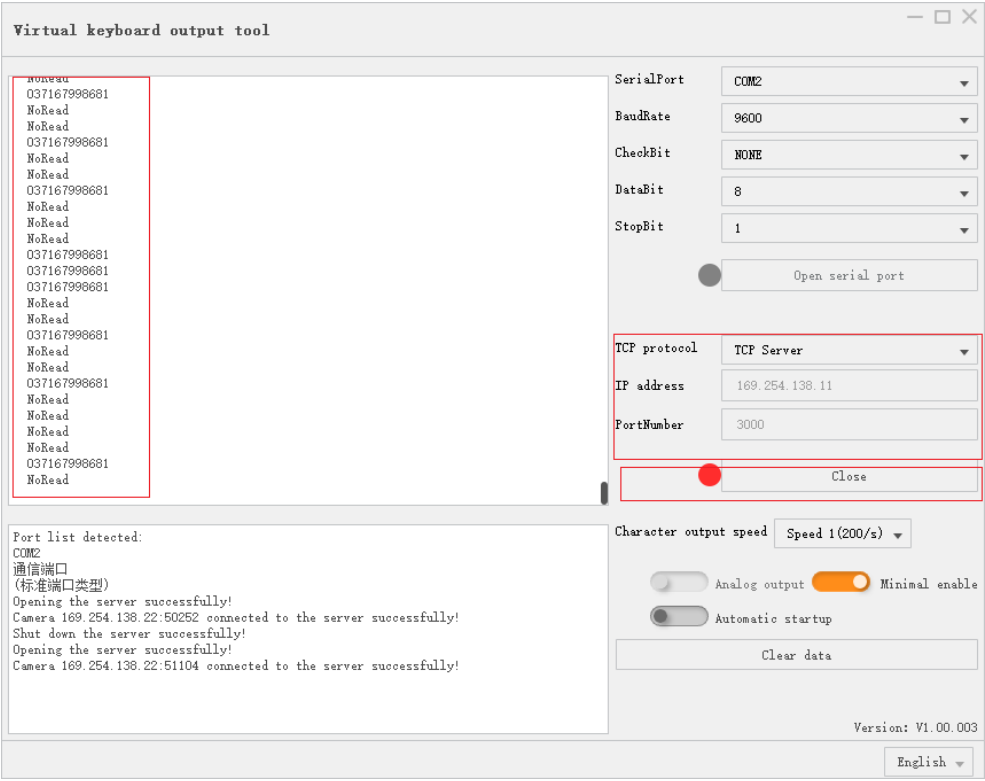 Virtual keyboard output tool
NoRead
037167998681
NoRead
NoRead
037167998681
NoRead
NoRead
037167998681
NoRead
NoRead
NoRead
037167998681
037167998681
037167998681
NoRead
NoRead
037167998681
NoRead
NoRead
037167998681
NoRead
NoRead
NoRead
NoRead
037167998681
NoRead
SerialPort COM2
BaudRate 9600
CheckBit NONE
DataBit 8
StopBit 1
Open serial port
TCP protocol TCP Server
IP address 169.254.138.11
PortNumber 3000
Close
Port list detected:
COM2
通信端口
(标准端口类型)
Opening the server successfully!
Camera 169.254.138.22:50252 connected to the server successfully!
Shut down the server successfully!
Opening the server successfully!
Camera 169.254.138.22:51104 connected to the server successfully!
Character output speed Speed 1(200/s)
Analog output Minimal enable
Automatic startup
Clear data
Version: V1.00.003
English